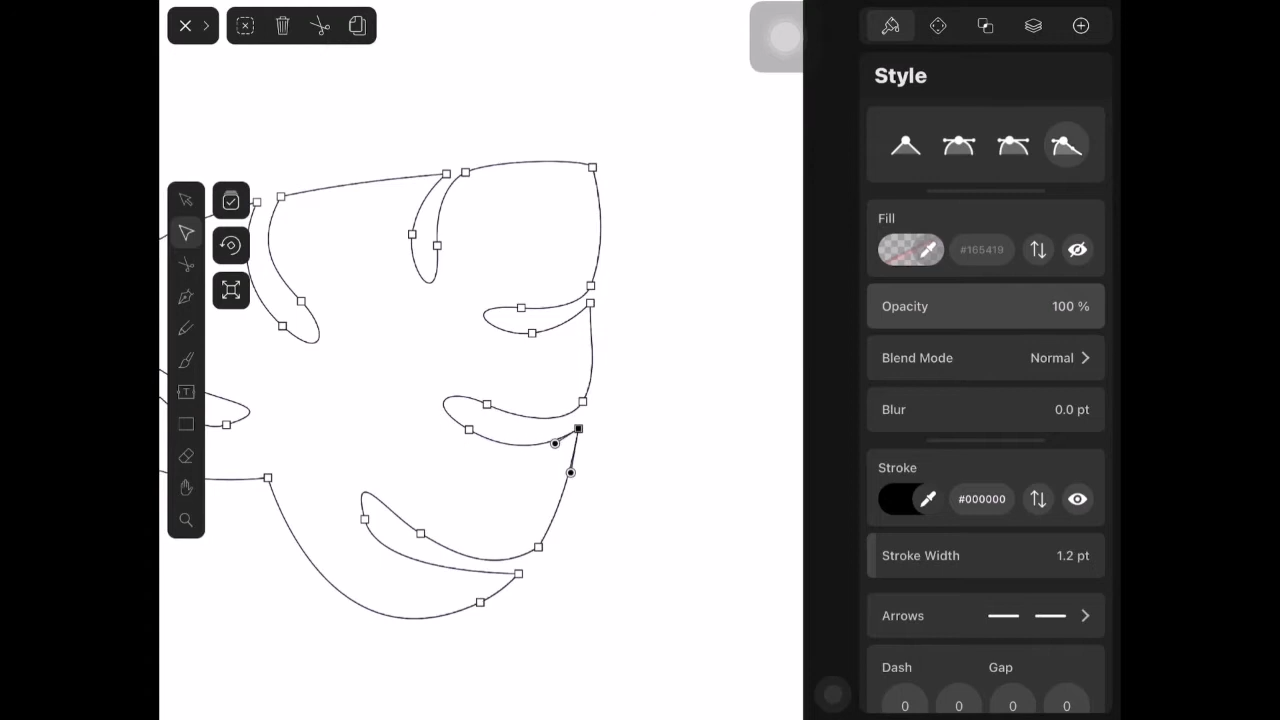 Style
Fill
#165419
Opacity 100 %
Blend Mode Normal
Blur 0.0 pt
Stroke
#000000
Stroke Width 1.2 pt
Arrows
Dash Gap
0 0 0 0
T